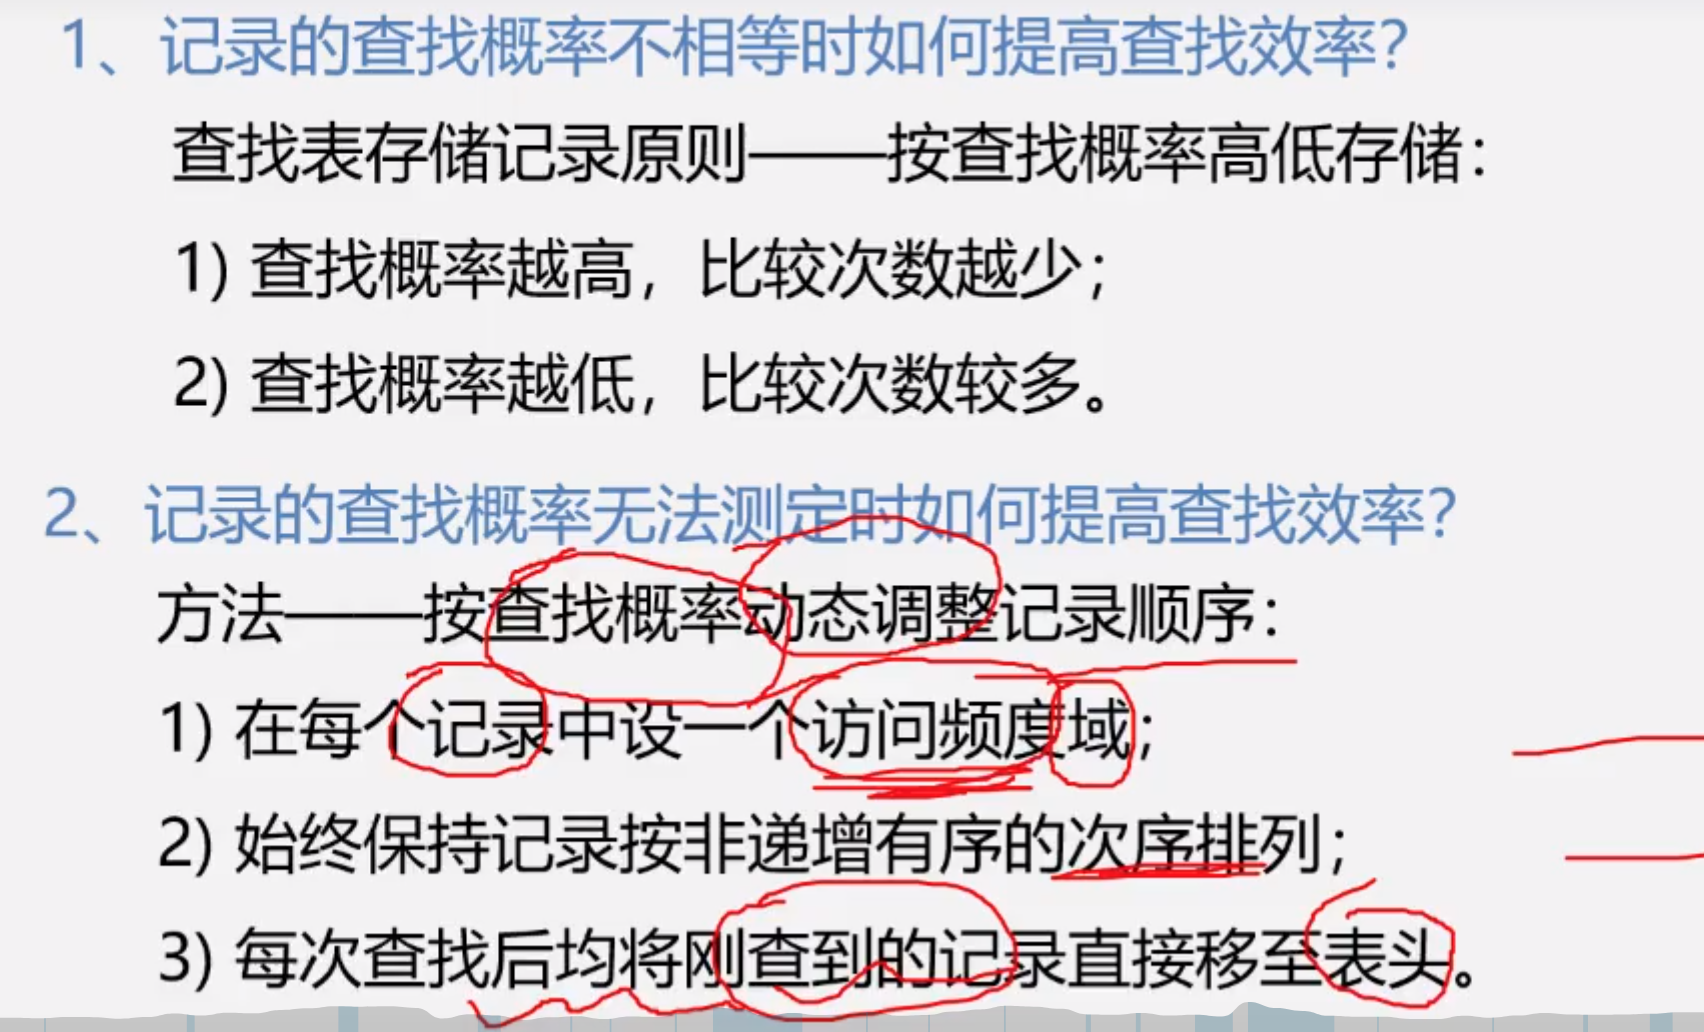 1、记录的查找概率不相等时如何提高查找效率？
查找表存储记录原则——按查找概率高低存储：
1) 查找概率越高，比较次数越少；
2) 查找概率越低，比较次数较多。
2、记录的查找概率无法测定时如何提高查找效率？
方法——按查找概率动态调整记录顺序：
1) 在每个记录中设一个访问频度域；
2) 始终保持记录按非递增有序的次序排列；
3) 每次查找后均将刚查到的记录直接移至表头。